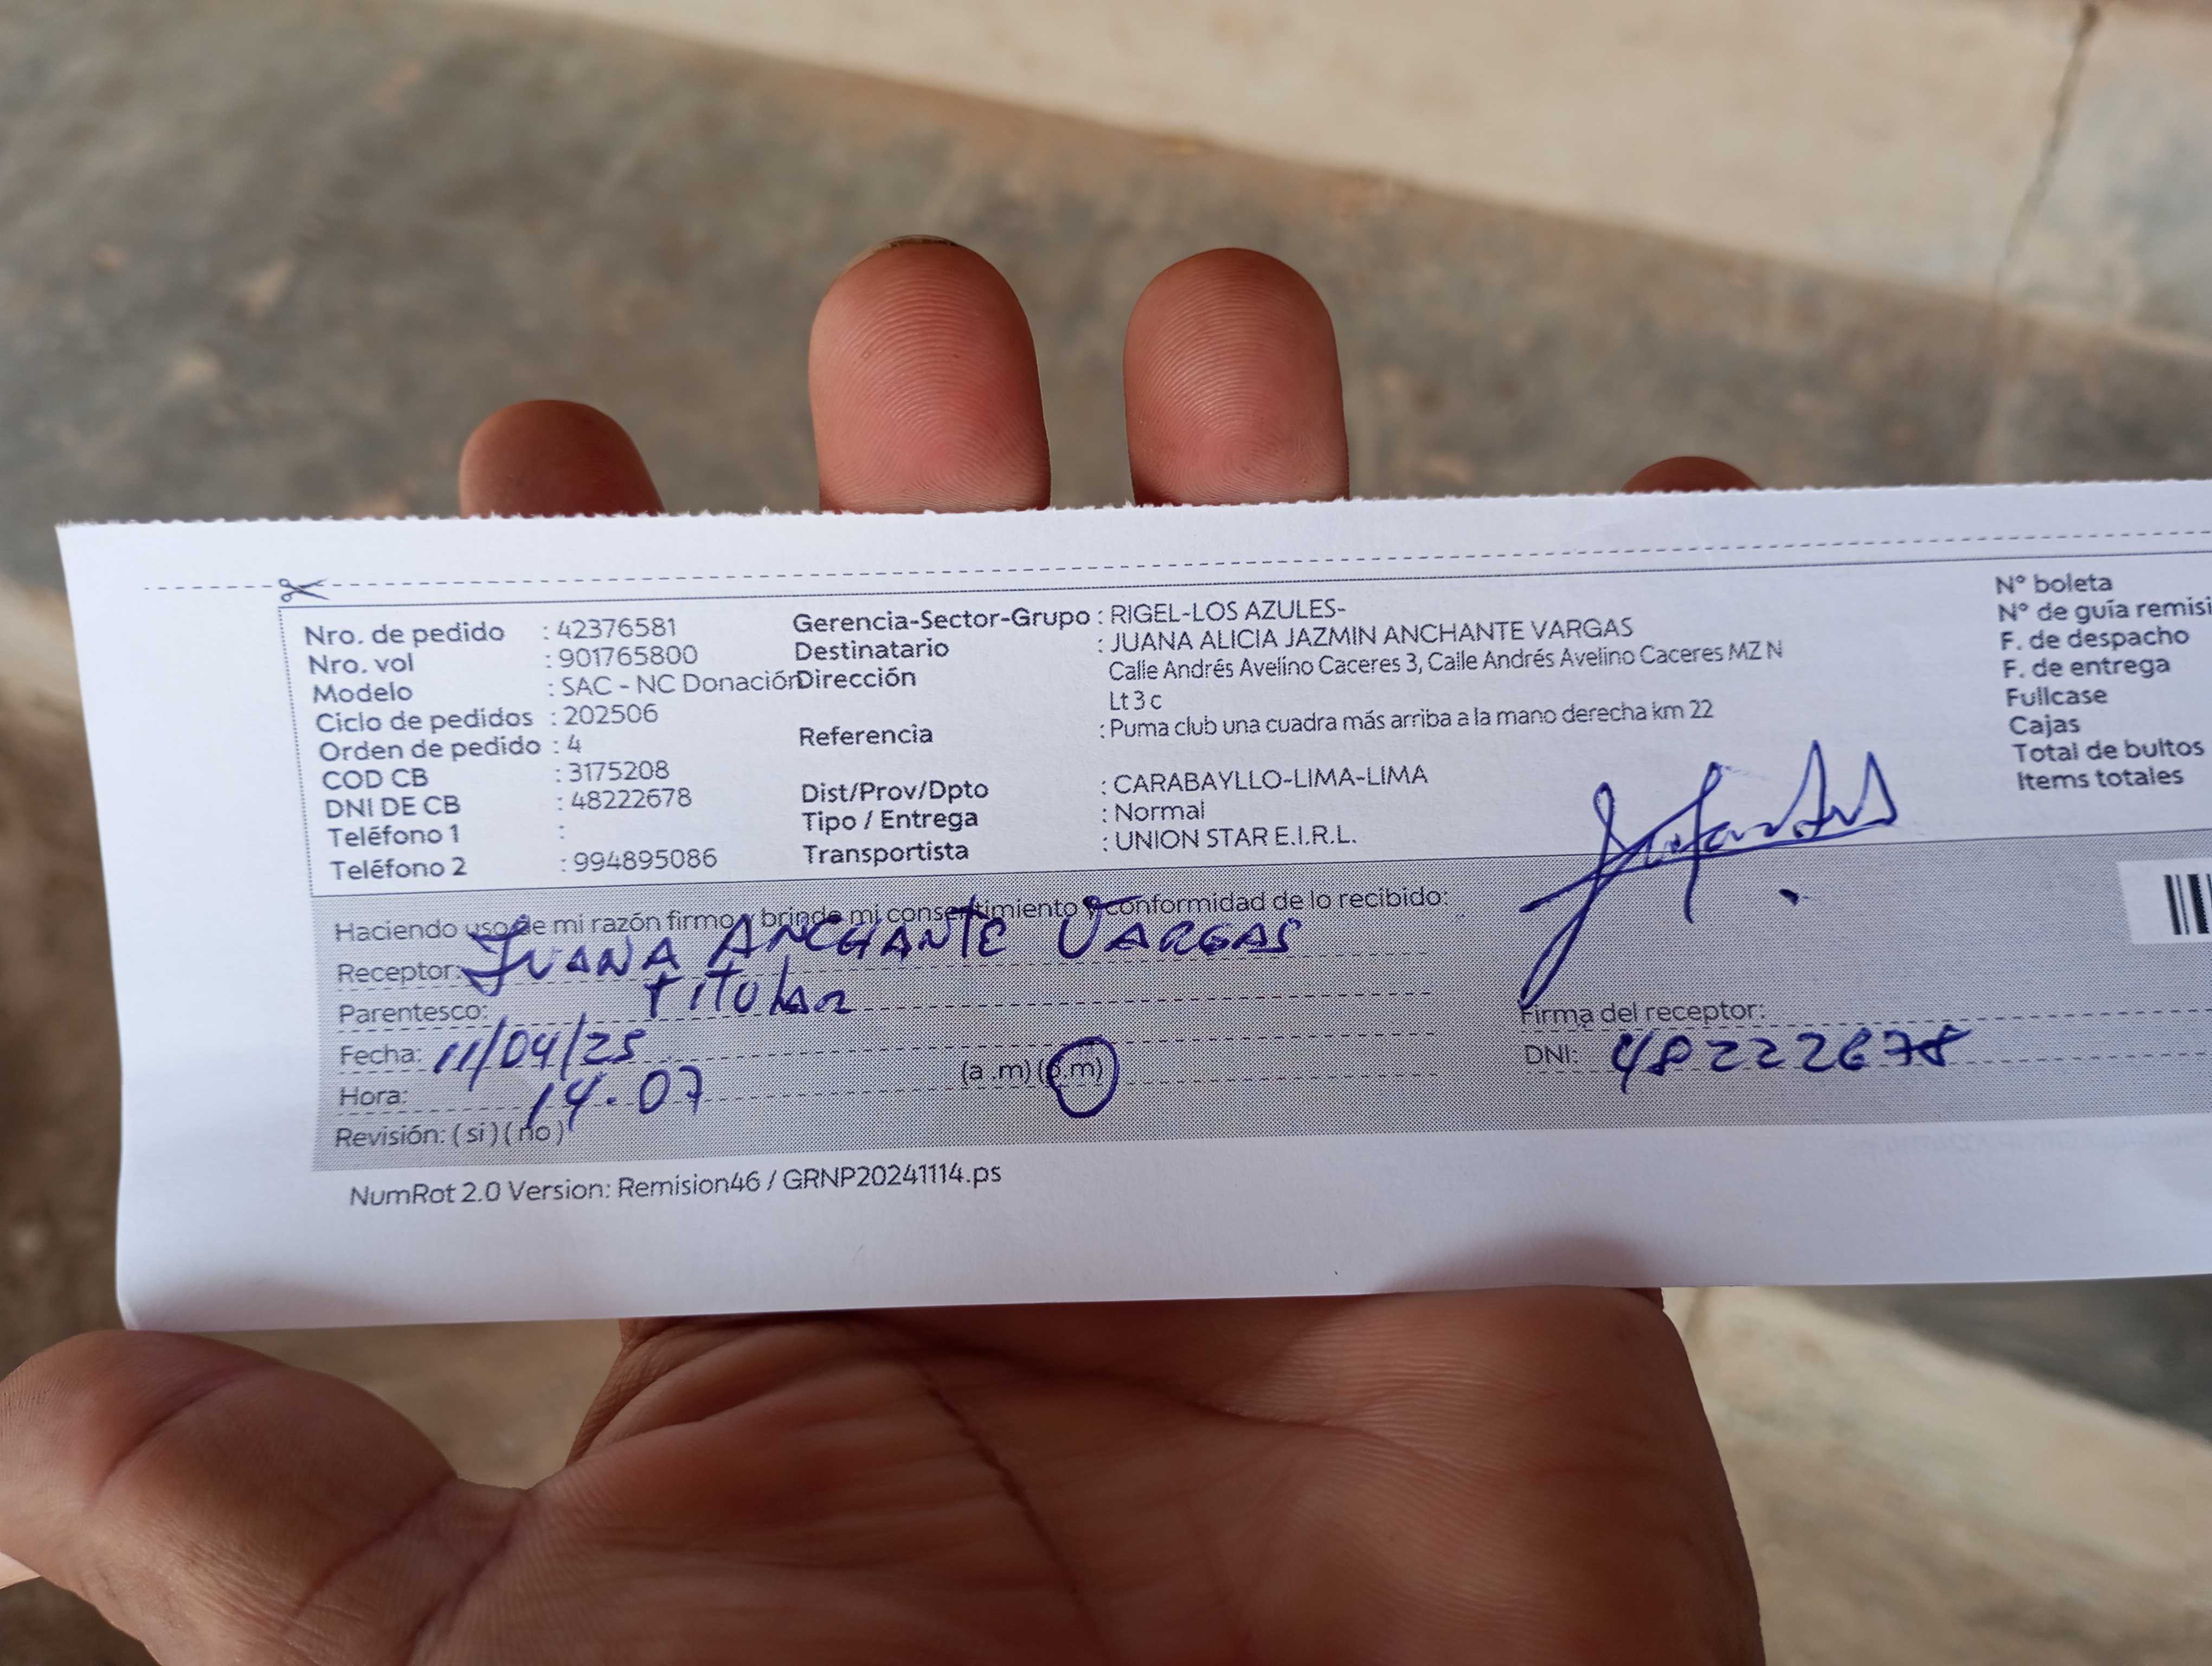 Nro. de pedido : 42376581
Nro. vol : 901765800
Modelo : SAC - NC Donación
Ciclo de pedidos : 202506
Orden de pedido : 4
COD CB : 3175208
DNI DE CB : 48222678
Teléfono 1 :
Teléfono 2 : 994895086
Gerencia-Sector-Grupo : RIGEL-LOS AZULES-
Destinatario : JUANA ALICIA JAZMIN ANCHANTE VARGAS
Dirección Calle Andrés Avelino Caceres 3, Calle Andrés Avelino Caceres MZ N
Lt 3 c
Referencia : Puma club una cuadra más arriba a la mano derecha km 22
Dist/Prov/Dpto : CARABAYLLO-LIMA-LIMA
Tipo / Entrega : Normal
Transportista : UNION STAR E.I.R.L.
N° boleta
N° de guía remisi
F. de despacho
F. de entrega
Fullcase
Cajas
Total de bultos
Items totales
Haciendo uso de mi razón firmo y brindo mi consentimiento y conformidad de lo recibido:
Receptor: JUANA ANCHANTE VARGAS
Parentesco: titular
Fecha: 11/04/25
Hora: 14.07 (a.m) (p.m)
Revisión: (si) (no)
Firma del receptor:
DNI: 48222678
NumRot 2.0 Version: Remision46 / GRNP20241114.ps